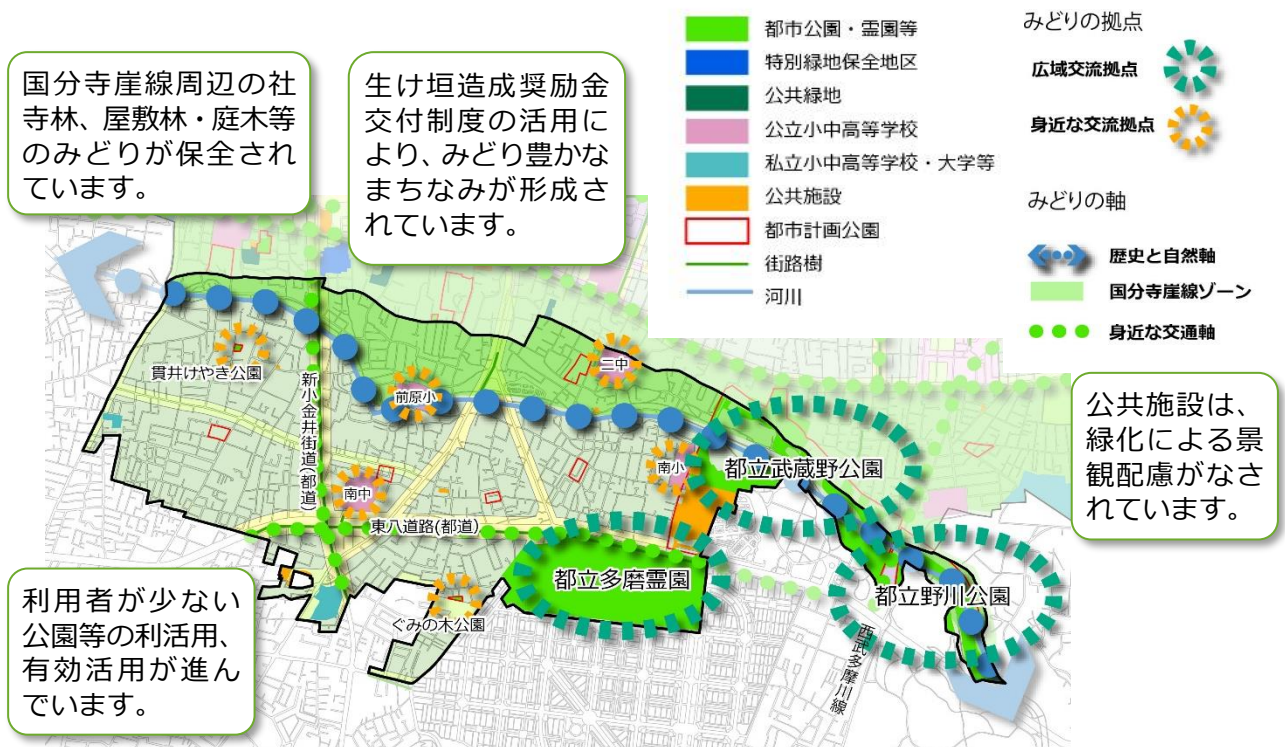 国分寺崖線周辺の社
寺林、屋敷林・庭木等
のみどりが保全され
ています。
生け垣造成奨励金
交付制度の活用に
より、みどり豊かな
まちなみが形成さ
れています。
都市公園・霊園等
特別緑地保全地区
公共緑地
公立小中高等学校
私立小中高等学校・大学等
公共施設
都市計画公園
街路樹
河川
みどりの拠点
広域交流拠点
身近な交流拠点
みどりの軸
歴史と自然軸
国分寺崖線ゾーン
身近な交通軸
貫井けやき公園
新小金井街道(都道)
前原小
二中
南小
南中
都立武蔵野公園
東八道路(都道)
都立多磨霊園
ぐみの木公園
都立野川公園
西武多摩川線
公共施設は、
緑化による景
観配慮がなさ
れています。
利用者が少ない
公園等の利活用、
有効活用が進ん
でいます。